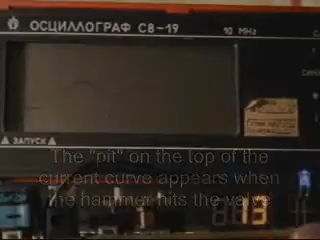 ОСЦИЛЛОГРАФ С8-19
10 MHz
▲ ЗАПУСК ▲
The "pit" on the top of the
current curve appears when
the hammer hits the valve
13